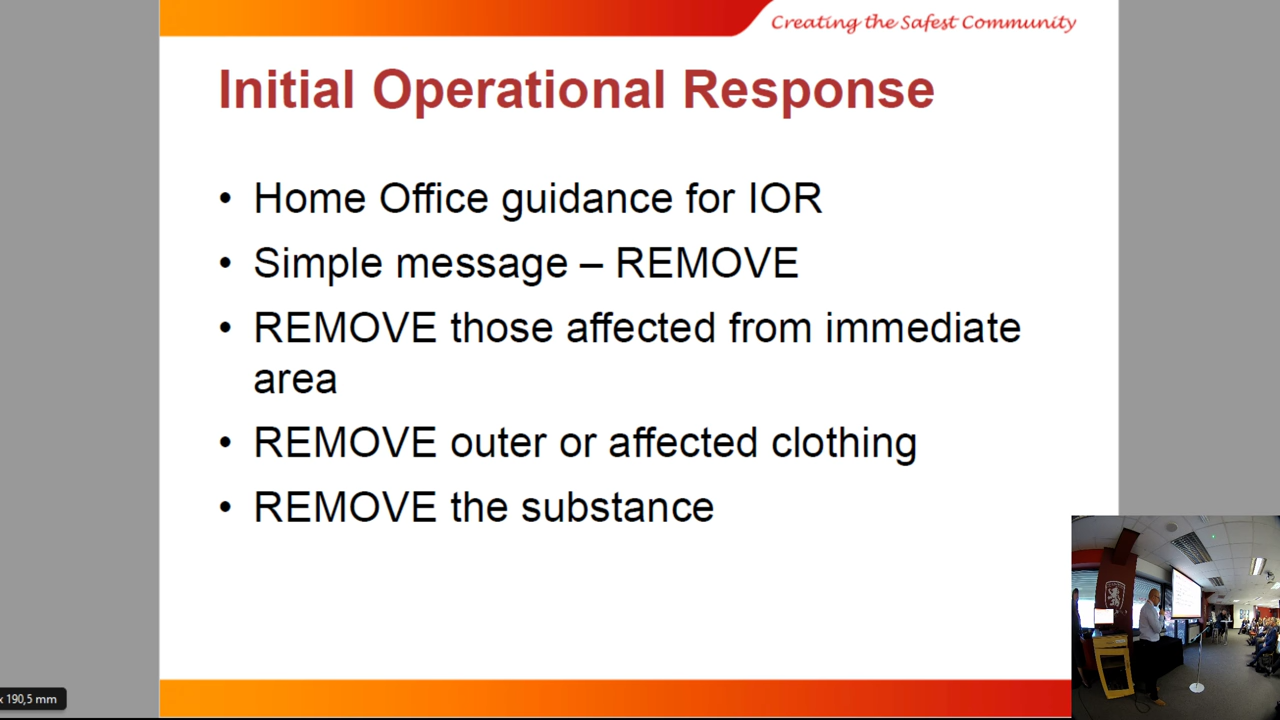 Creating the Safest Community
Initial Operational Response
• Home Office guidance for IOR
• Simple message – REMOVE
• REMOVE those affected from immediate
area
• REMOVE outer or affected clothing
• REMOVE the substance
x 190,5 mm